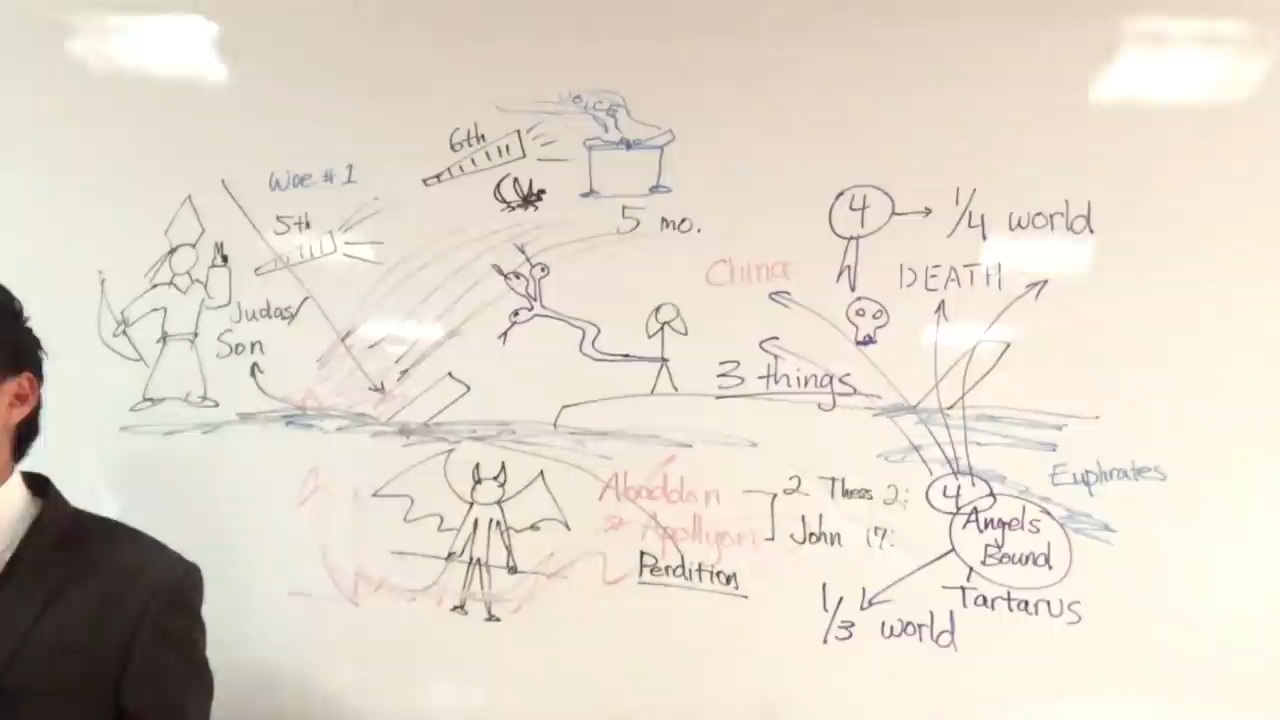 VOICE
6th
Woe #1
5th
5 mo.
4 → 1/4 world
China
DEATH
Judas/
Son
3 things
Euphrates
Abaddon
Apollyon
2 Thess 2:
John 17:
Perdition
4
Angels
Bound
Tartarus
1/3 world